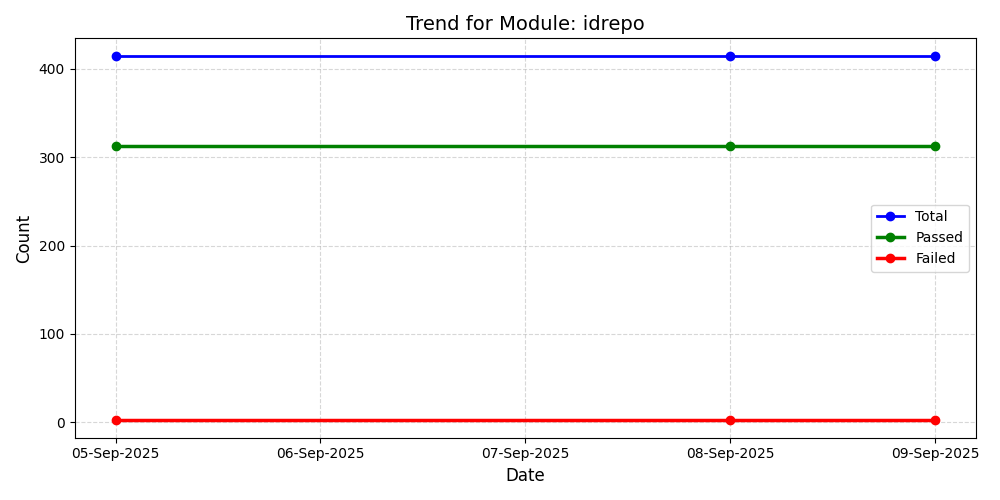 Trend for Module: idrepo
Count
400
300
200
100
0
Total
Passed
Failed
05-Sep-2025 06-Sep-2025 07-Sep-2025 08-Sep-2025 09-Sep-2025
Date